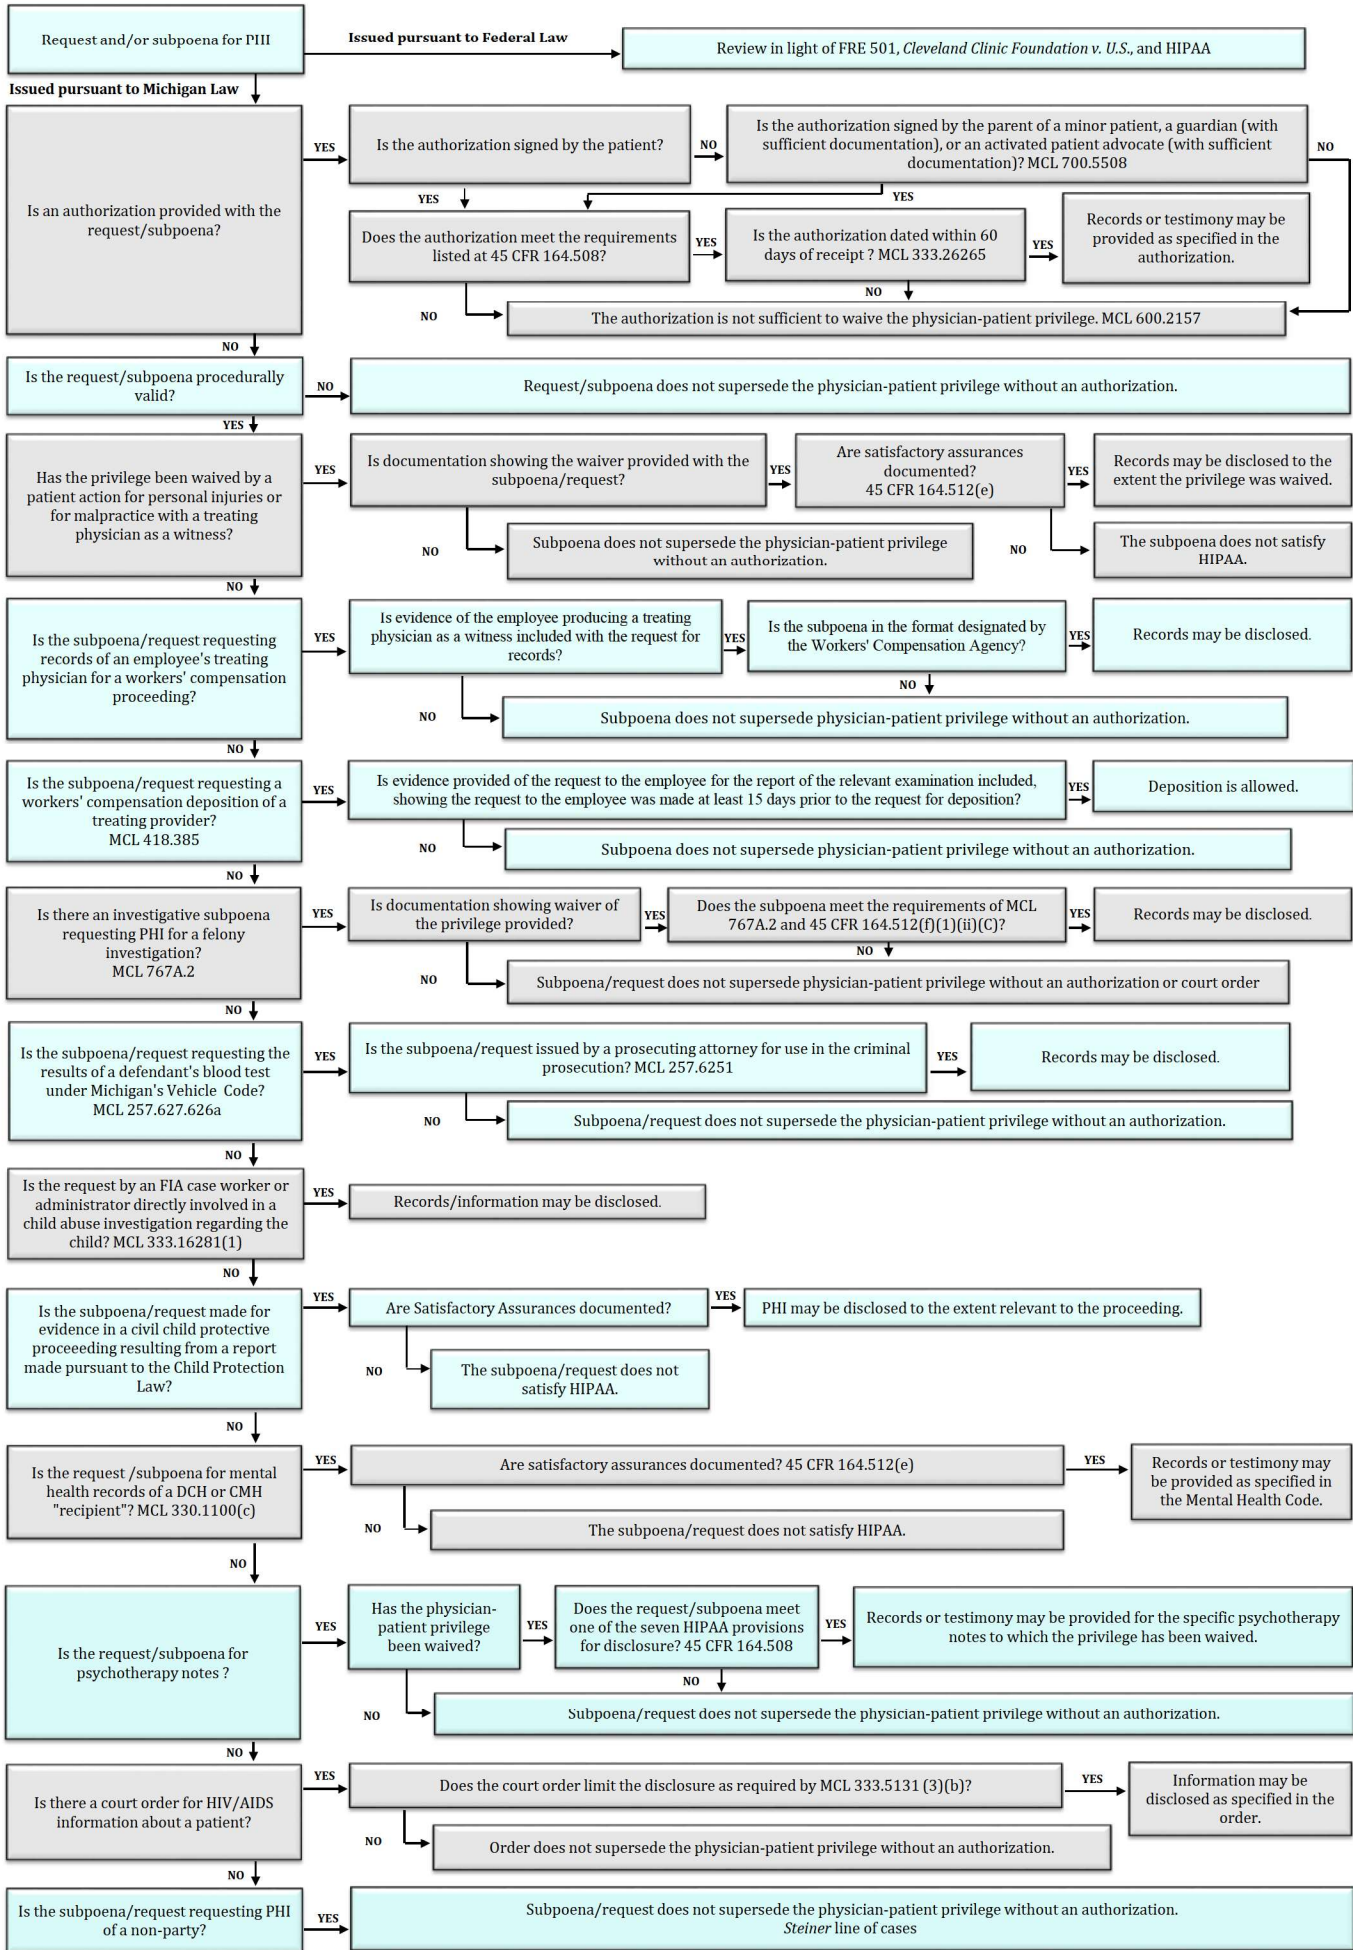 Request and/or subpoena for PIII
Issued pursuant to Federal Law
Review in light of FRE 501, Cleveland Clinic Foundation v. U.S., and HIPAA
Issued pursuant to Michigan Law
Is an authorization provided with the
request/subpoena?
YES
Is the authorization signed by the patient?
NO
Is the authorization signed by the parent of a minor patient, a guardian (with
sufficient documentation), or an activated patient advocate (with sufficient
documentation)? MCL 700.5508
NO
YES
YES
Does the authorization meet the requirements
listed at 45 CFR 164.508?
YES
Is the authorization dated within 60
days of receipt ? MCL 333.26265
YES
Records or testimony may be
provided as specified in the
authorization.
NO
NO
The authorization is not sufficient to waive the physician-patient privilege. MCL 600.2157
NO
Is the request/subpoena procedurally
valid?
NO
Request/subpoena does not supersede the physician-patient privilege without an authorization.
YES
Has the privilege been waived by a
patient action for personal injuries or
for malpractice with a treating
physician as a witness?
YES
Is documentation showing the waiver provided with the
subpoena/request?
YES
Are satisfactory assurances
documented?
45 CFR 164.512(e)
YES
Records may be disclosed to the
extent the privilege was waived.
NO
Subpoena does not supersede the physician-patient privilege
without an authorization.
NO
The subpoena does not satisfy
HIPAA.
NO
Is the subpoena/request requesting
records of an employee's treating
physician for a workers' compensation
proceeding?
YES
Is evidence of the employee producing a treating
physician as a witness included with the request for
records?
YES
Is the subpoena in the format designated by
the Workers' Compensation Agency?
YES
Records may be disclosed.
NO
NO
Subpoena does not supersede physician-patient privilege without an authorization.
NO
Is the subpoena/request requesting a
workers' compensation deposition of a
treating provider?
MCL 418.385
YES
Is evidence provided of the request to the employee for the report of the relevant examination included,
showing the request to the employee was made at least 15 days prior to the request for deposition?
YES
Deposition is allowed.
NO
Subpoena does not supersede physician-patient privilege without an authorization.
NO
Is there an investigative subpoena
requesting PHI for a felony
investigation?
MCL 767A.2
YES
Is documentation showing waiver of
the privilege provided?
YES
Does the subpoena meet the requirements of MCL
767A.2 and 45 CFR 164.512(f)(1)(ii)(C)?
YES
Records may be disclosed.
NO
NO
Subpoena/request does not supersede physician-patient privilege without an authorization or court order
NO
Is the subpoena/request requesting the
results of a defendant's blood test
under Michigan's Vehicle Code?
MCL 257.627.626a
YES
Is the subpoena/request issued by a prosecuting attorney for use in the criminal
prosecution? MCL 257.6251
YES
Records may be disclosed.
NO
Subpoena/request does not supersede the physician-patient privilege without an authorization.
NO
Is the request by an FIA case worker or
administrator directly involved in a
child abuse investigation regarding the
child? MCL 333.16281(1)
YES
Records/information may be disclosed.
NO
Is the subpoena/request made for
evidence in a civil child protective
proceeeding resulting from a report
made pursuant to the Child Protection
Law?
YES
Are Satisfactory Assurances documented?
YES
PHI may be disclosed to the extent relevant to the proceeding.
NO
The subpoena/request does not
satisfy HIPAA.
NO
Is the request /subpoena for mental
health records of a DCH or CMH
"recipient"? MCL 330.1100(c)
YES
Are satisfactory assurances documented? 45 CFR 164.512(e)
YES
Records or testimony may
be provided as specified in
the Mental Health Code.
NO
The subpoena/request does not satisfy HIPAA.
NO
Is the request/subpoena for
psychotherapy notes ?
YES
Has the physician-
patient privilege
been waived?
YES
Does the request/subpoena meet
one of the seven HIPAA provisions
for disclosure? 45 CFR 164.508
YES
Records or testimony may be provided for the specific psychotherapy
notes to which the privilege has been waived.
NO
NO
Subpoena/request does not supersede the physician-patient privilege without an authorization.
NO
Is there a court order for HIV/AIDS
information about a patient?
YES
Does the court order limit the disclosure as required by MCL 333.5131 (3)(b)?
YES
Information may be
disclosed as specified in the
order.
NO
Order does not supersede the physician-patient privilege without an authorization.
NO
Is the subpoena/request requesting PHI
of a non-party?
YES
Subpoena/request does not supersede the physician-patient privilege without an authorization.
Steiner line of cases